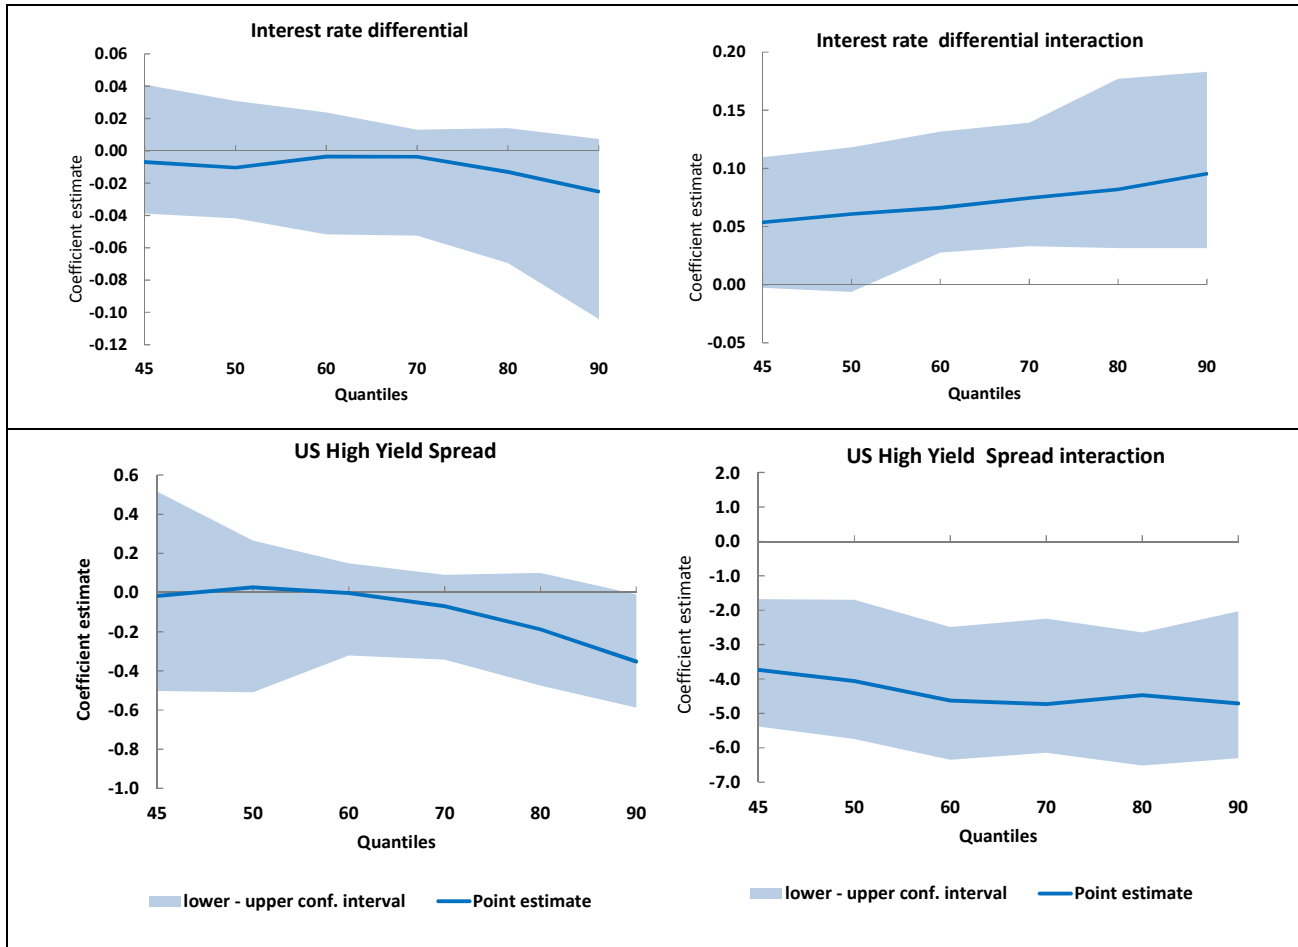 Interest rate differential
0.06
0.04
0.02
0.00
-0.02
-0.04
-0.06
-0.08
-0.10
-0.12
Coefficient estimate
45 50 60 70 80 90
Quantiles
Interest rate differential interaction
0.20
0.15
0.10
0.05
0.00
-0.05
Coefficient estimate
45 50 60 70 80 90
Quantiles
US High Yield Spread
0.6
0.4
0.2
0.0
-0.2
-0.4
-0.6
-0.8
-1.0
Coefficient estimate
45 50 60 70 80 90
Quantiles
lower - upper conf. interval Point estimate
US High Yield Spread interaction
2.0
1.0
0.0
-1.0
-2.0
-3.0
-4.0
-5.0
-6.0
-7.0
Coefficient estimate
45 50 60 70 80 90
Quantiles
lower - upper conf. interval Point estimate